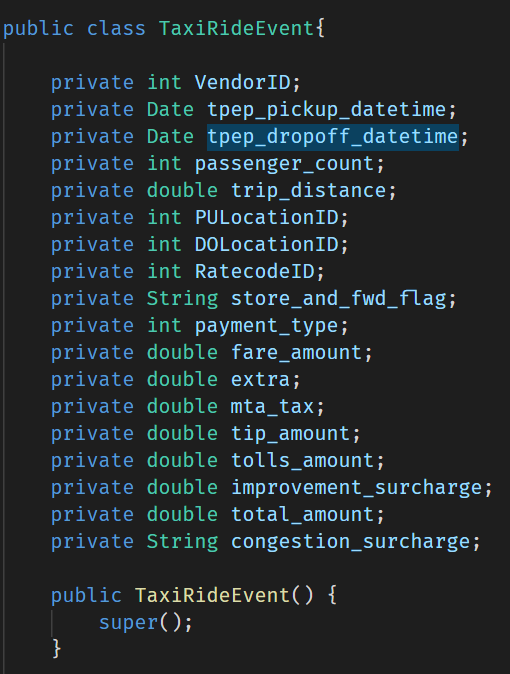 public class TaxiRideEvent{
private int VendorID;
private Date tpep_pickup_datetime;
private Date tpep_dropoff_datetime;
private int passenger_count;
private double trip_distance;
private int PULocationID;
private int DOLocationID;
private int RatecodeID;
private String store_and_fwd_flag;
private int payment_type;
private double fare_amount;
private double extra;
private double mta_tax;
private double tip_amount;
private double tolls_amount;
private double improvement_surcharge;
private double total_amount;
private String congestion_surcharge;
public TaxiRideEvent() {
super();
}